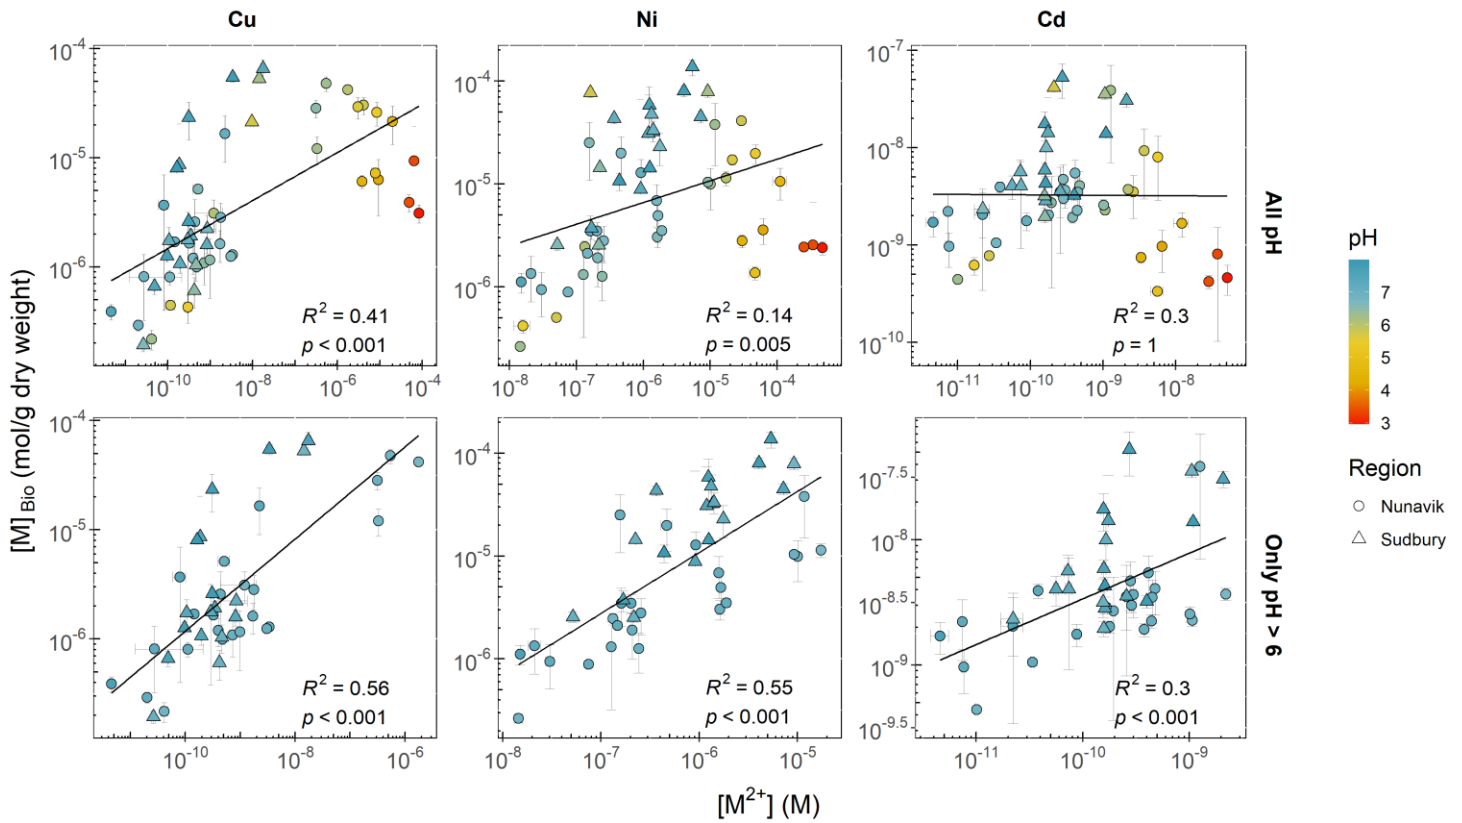 Cu Ni Cd
[M] Bio (mol/g dry weight)
10⁻⁴
10⁻⁵
10⁻⁶
R² = 0.41
p < 0.001
10⁻¹⁰ 10⁻⁸ 10⁻⁶ 10⁻⁴
10⁻⁴
10⁻⁵
10⁻⁶
R² = 0.14
p = 0.005
10⁻⁸ 10⁻⁷ 10⁻⁶ 10⁻⁵ 10⁻⁴
10⁻⁷
10⁻⁸
10⁻⁹
10⁻¹⁰
R² = 0.3
p = 1
10⁻¹¹ 10⁻¹⁰ 10⁻⁹ 10⁻⁸
All pH
10⁻⁴
10⁻⁵
10⁻⁶
R² = 0.56
p < 0.001
10⁻¹⁰ 10⁻⁸ 10⁻⁶
10⁻⁴
10⁻⁵
10⁻⁶
R² = 0.55
p < 0.001
10⁻⁸ 10⁻⁷ 10⁻⁶ 10⁻⁵
10⁻⁷·⁵
10⁻⁸
10⁻⁸·⁵
10⁻⁹
10⁻⁹·⁵
R² = 0.3
p < 0.001
10⁻¹¹ 10⁻¹⁰ 10⁻⁹
Only pH > 6
[M²⁺] (M)
pH
7
6
5
4
3
Region
Nunavik
Sudbury